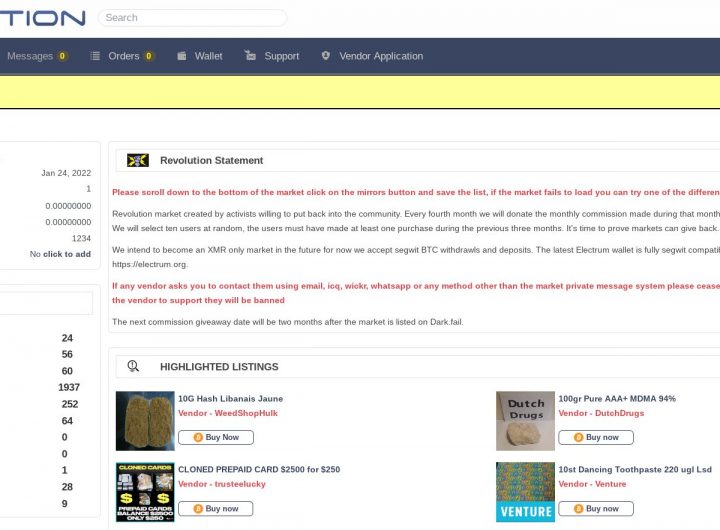 TION
Search
Messages 0 Orders 0 Wallet Support Vendor Application
Jan 24, 2022
1
0.00000000
0.00000000
1234
No click to add
24
56
60
1937
252
64
0
0
1
28
9
Revolution Statement
Please scroll down to the bottom of the market click on the mirrors button and save the list, if the market fails to load you can try one of the differen
Revolution market created by activists willing to put back into the community. Every fourth month we will donate the monthly commission made during that mont
We will select ten users at random, the users must have made at least one purchase during the previous three months. It's time to prove markets can give back.
We intend to become an XMR only market in the future for now we accept segwit BTC withdrawls and deposits. The latest Electrum wallet is fully segwit compatib
https://electrum.org.
If any vendor asks you to contact them using email, icq, wickr, whatsapp or any method other than the market private message system please cease
the vendor to support they will be banned
The next commission giveaway date will be two months after the market is listed on Dark.fail.
HIGHLIGHTED LISTINGS
10G Hash Libanais Jaune
Vendor - WeedShopHulk
Buy Now
Dutch
Drugs
100gr Pure AAA+ MDMA 94%
Vendor - DutchDrugs
Buy now
CLONED CARDS
$ $
PREPAID CARDS
BALANCE $2500
ONLY $250
CLONED PREPAID CARD $2500 for $250
Vendor - trusteelucky
Buy now
VENTURE
10st Dancing Toothpaste 220 ugl Lsd
Vendor - Venture
Buy now